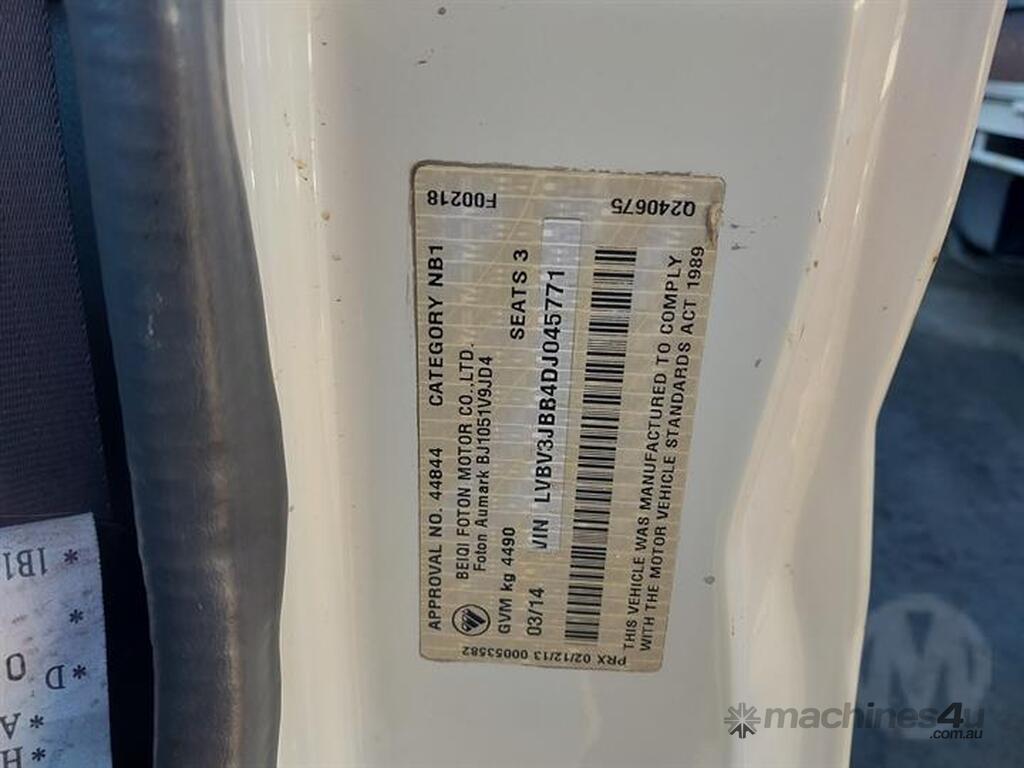 F00218
Q240675
APPROVAL NO. 44844 CATEGORY NB1
BEIQI FOTON MOTOR CO.,LTD.
Foton Aumark BJ1051V9JD4
GVM kg 4490 SEATS 3
03/14 VIN LVBV3JBB4DJ045771
THIS VEHICLE WAS MANUFACTURED TO COMPLY
WITH THE MOTOR VEHICLE STANDARDS ACT 1989
PRX 02/12/13 00053582
* 1B1
* D 0
* A
H *
M
machines4u
.com.au